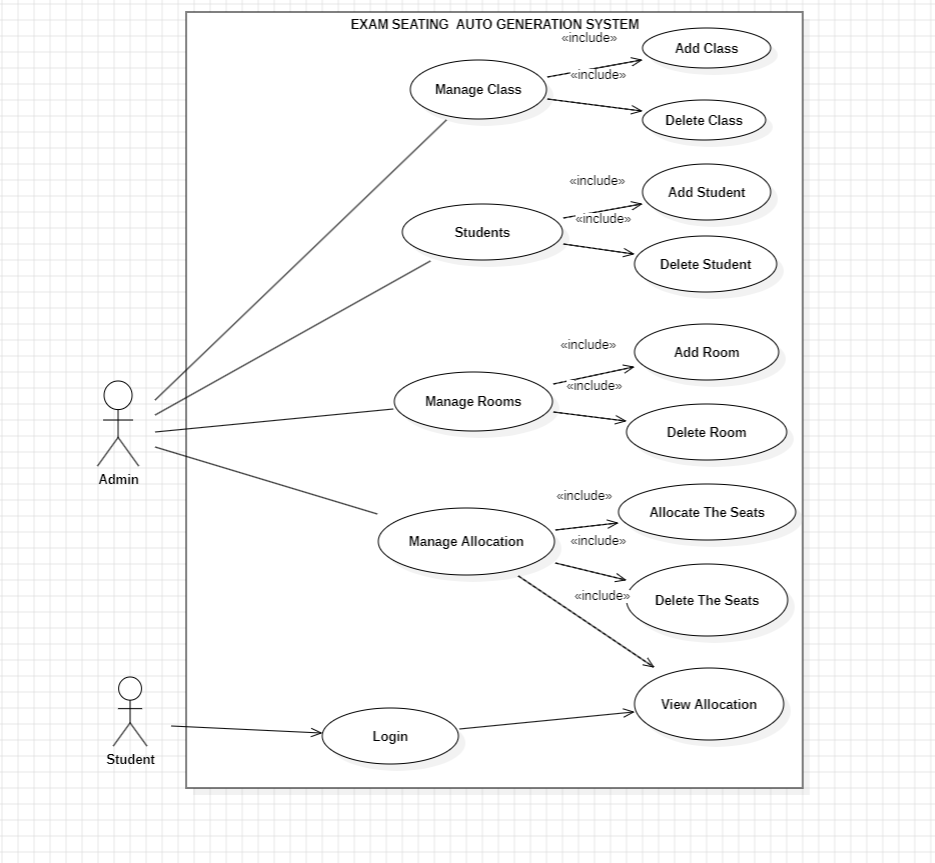 EXAM SEATING  AUTO GENERATION SYSTEM
«include»
Add Class
«include»
Manage Class
Delete Class
«include»
Add Student
«include»
Students
Delete Student
«include»
Add Room
«include»
Manage Rooms
Delete Room
Admin
«include»
Allocate The Seats
«include»
Manage Allocation
«include»
Delete The Seats
View Allocation
Login
Student